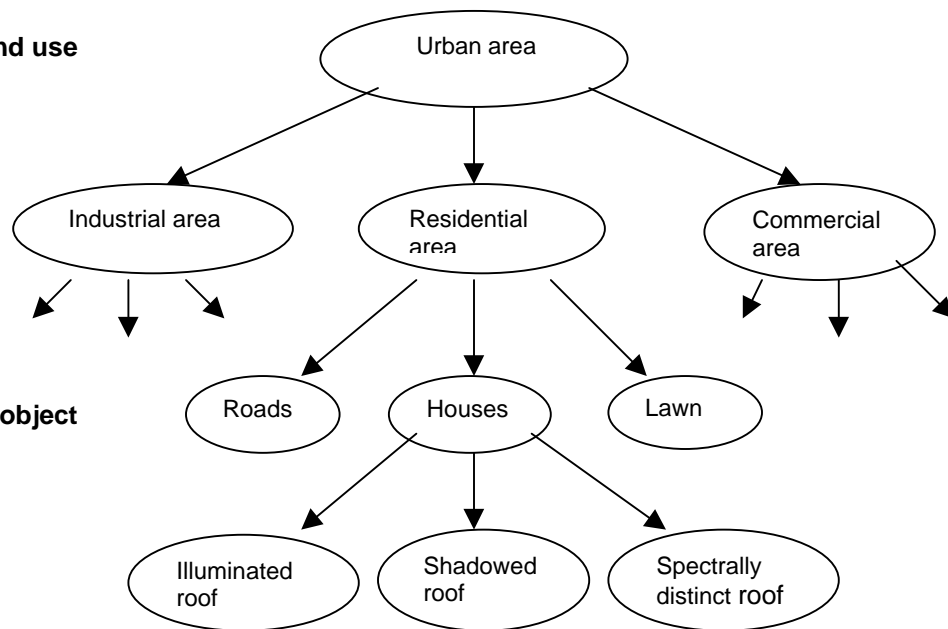 nd use
Urban area
Industrial area
Residential
area
Commercial
area
object
Roads
Houses
Lawn
Illuminated
roof
Shadowed
roof
Spectrally
distinct roof